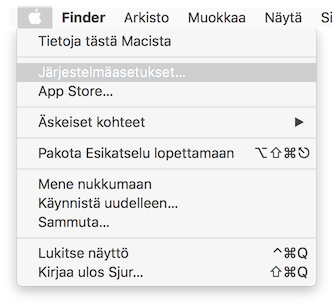 Finder Arkisto Muokkaa Näytä Si
Tietoja tästä Macista
Järjestelmäasetukset...
App Store...
Äskeiset kohteet ▶
Pakota Esikatselu lopettamaan ⌥⇧⌘⎋
Mene nukkumaan
Käynnistä uudelleen...
Sammuta...
Lukitse näyttö ^⌘Q
Kirjaa ulos Sjur... ⇧⌘Q